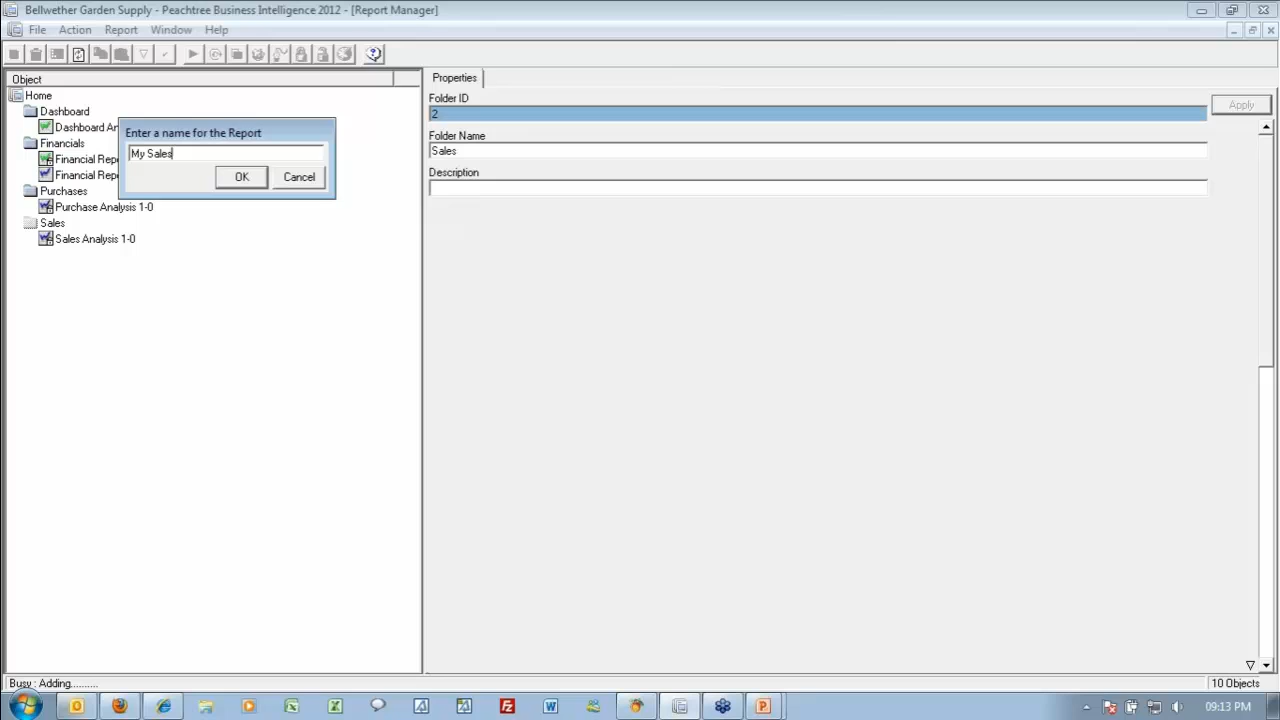 Bellwether Garden Supply - Peachtree Business Intelligence 2012 - [Report Manager]
File Action Report Window Help
Object
Home
Dashboard
Dashboard An
Financials
Financial Repo
Financial Repo
Purchases
Purchase Analysis 1-0
Sales
Sales Analysis 1-0
Enter a name for the Report
My Sales
OK Cancel
Properties
Folder ID
2
Apply
Folder Name
Sales
Description
Busy : Adding..........
10 Objects
09:13 PM